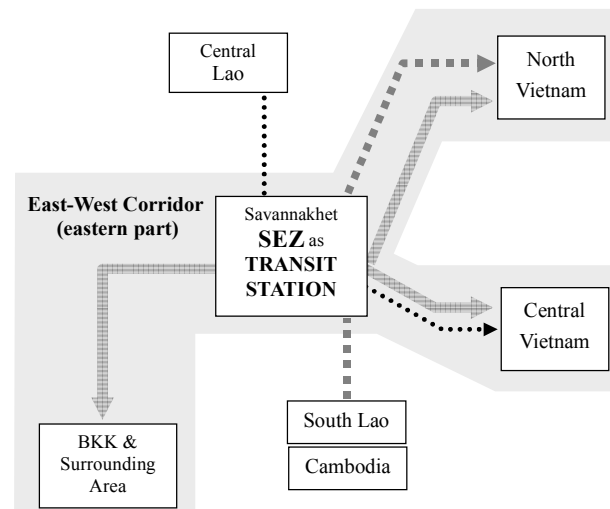 Central
Lao
North
Vietnam
East-West Corridor
(eastern part)
Savannakhet
SEZ as
TRANSIT
STATION
Central
Vietnam
BKK &
Surrounding
Area
South Lao
Cambodia